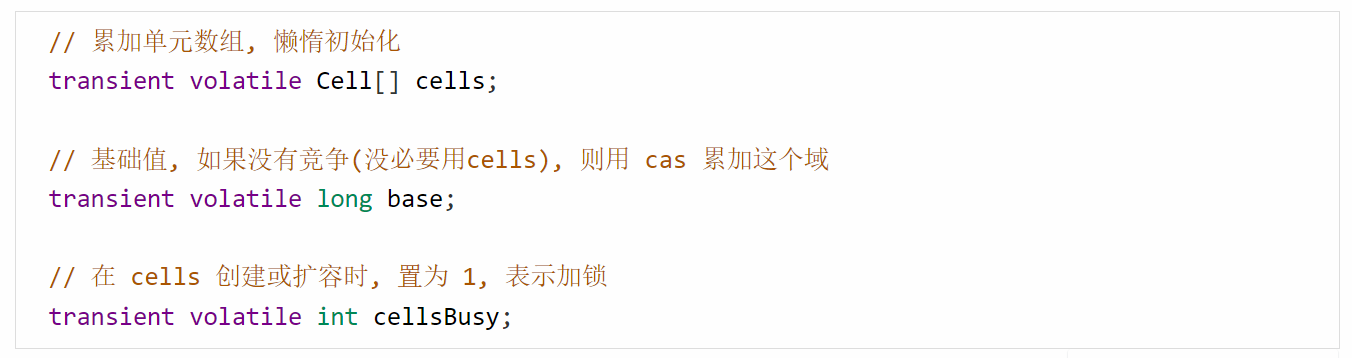 // 累加单元数组, 懒惰初始化
transient volatile Cell[] cells;
// 基础值, 如果没有竞争(没必要用cells), 则用 cas 累加这个域
transient volatile long base;
// 在 cells 创建或扩容时, 置为 1, 表示加锁
transient volatile int cellsBusy;